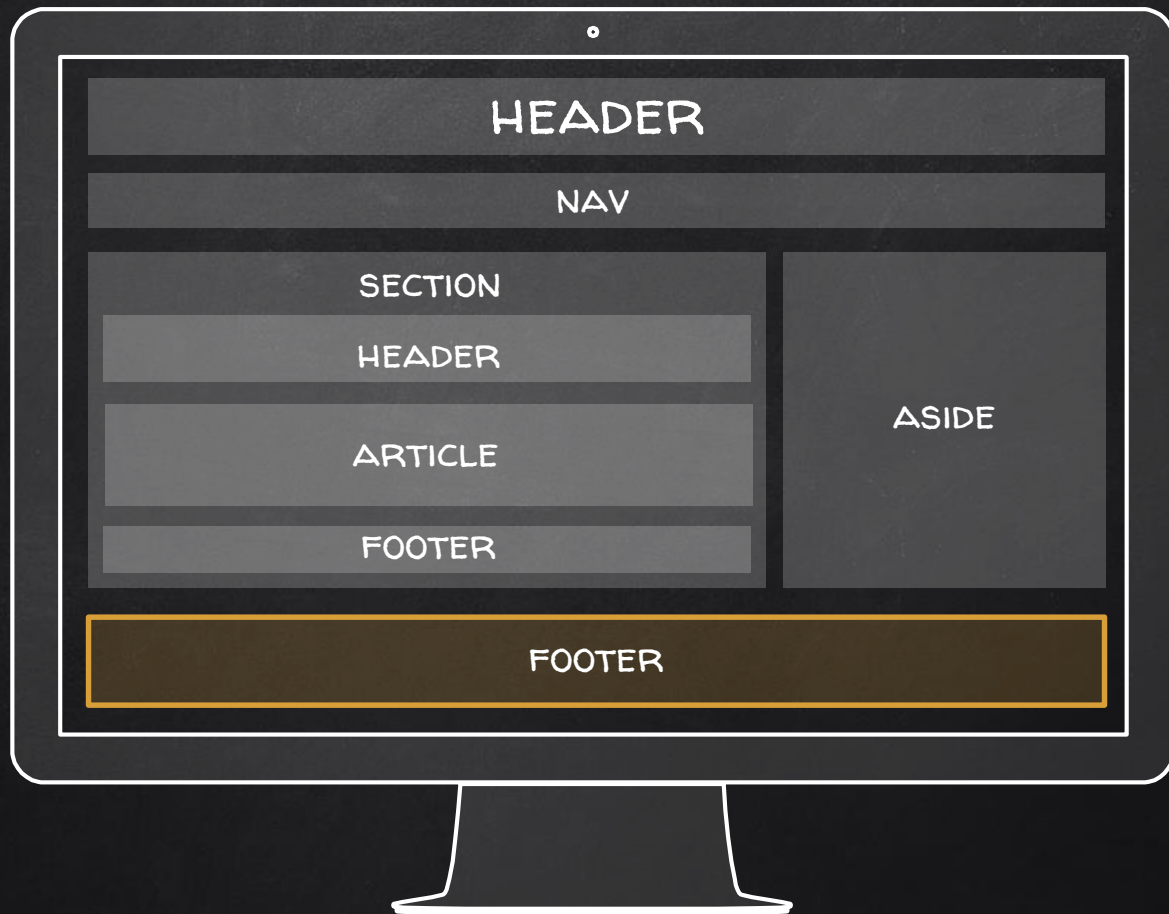 HEADER
NAV
SECTION
HEADER
ARTICLE
FOOTER
ASIDE
FOOTER